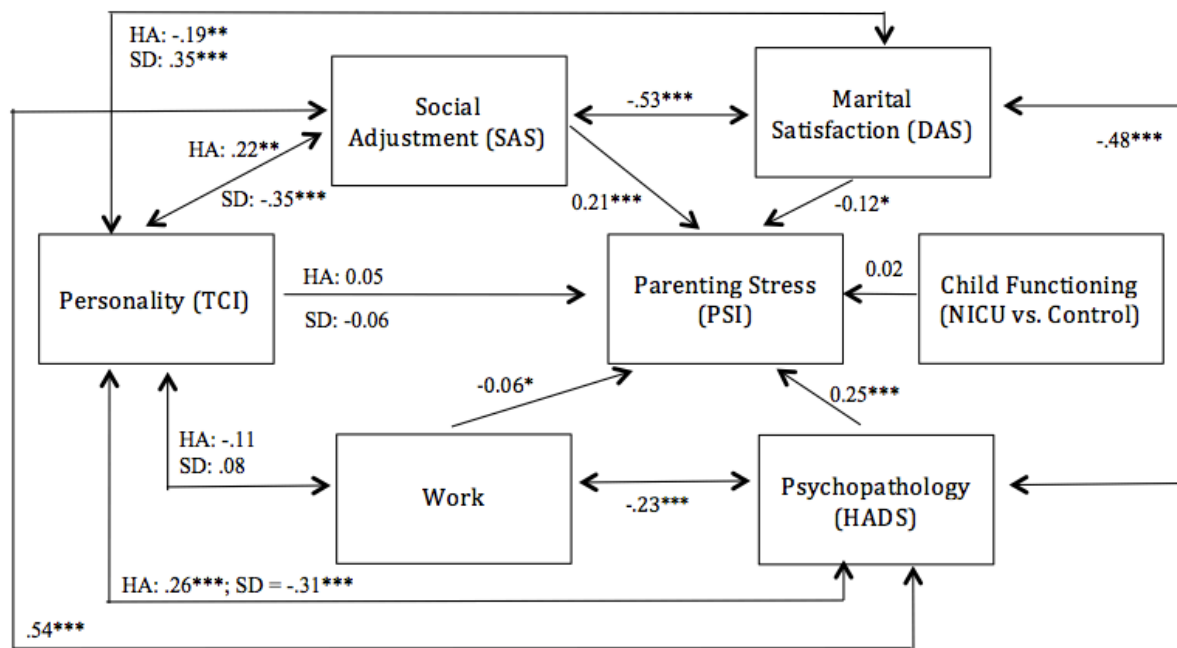 HA: -.19**
SD: .35***
Social
Adjustment (SAS)
-.53***
Marital
Satisfaction (DAS)
-.48***
HA: .22**
SD: -.35***
0.21***
-0.12*
Personality (TCI)
HA: 0.05
SD: -0.06
Parenting Stress
(PSI)
0.02
Child Functioning
(NICU vs. Control)
-0.06*
0.25***
HA: -.11
SD: .08
Work
-.23***
Psychopathology
(HADS)
HA: .26***; SD = -.31***
.54***